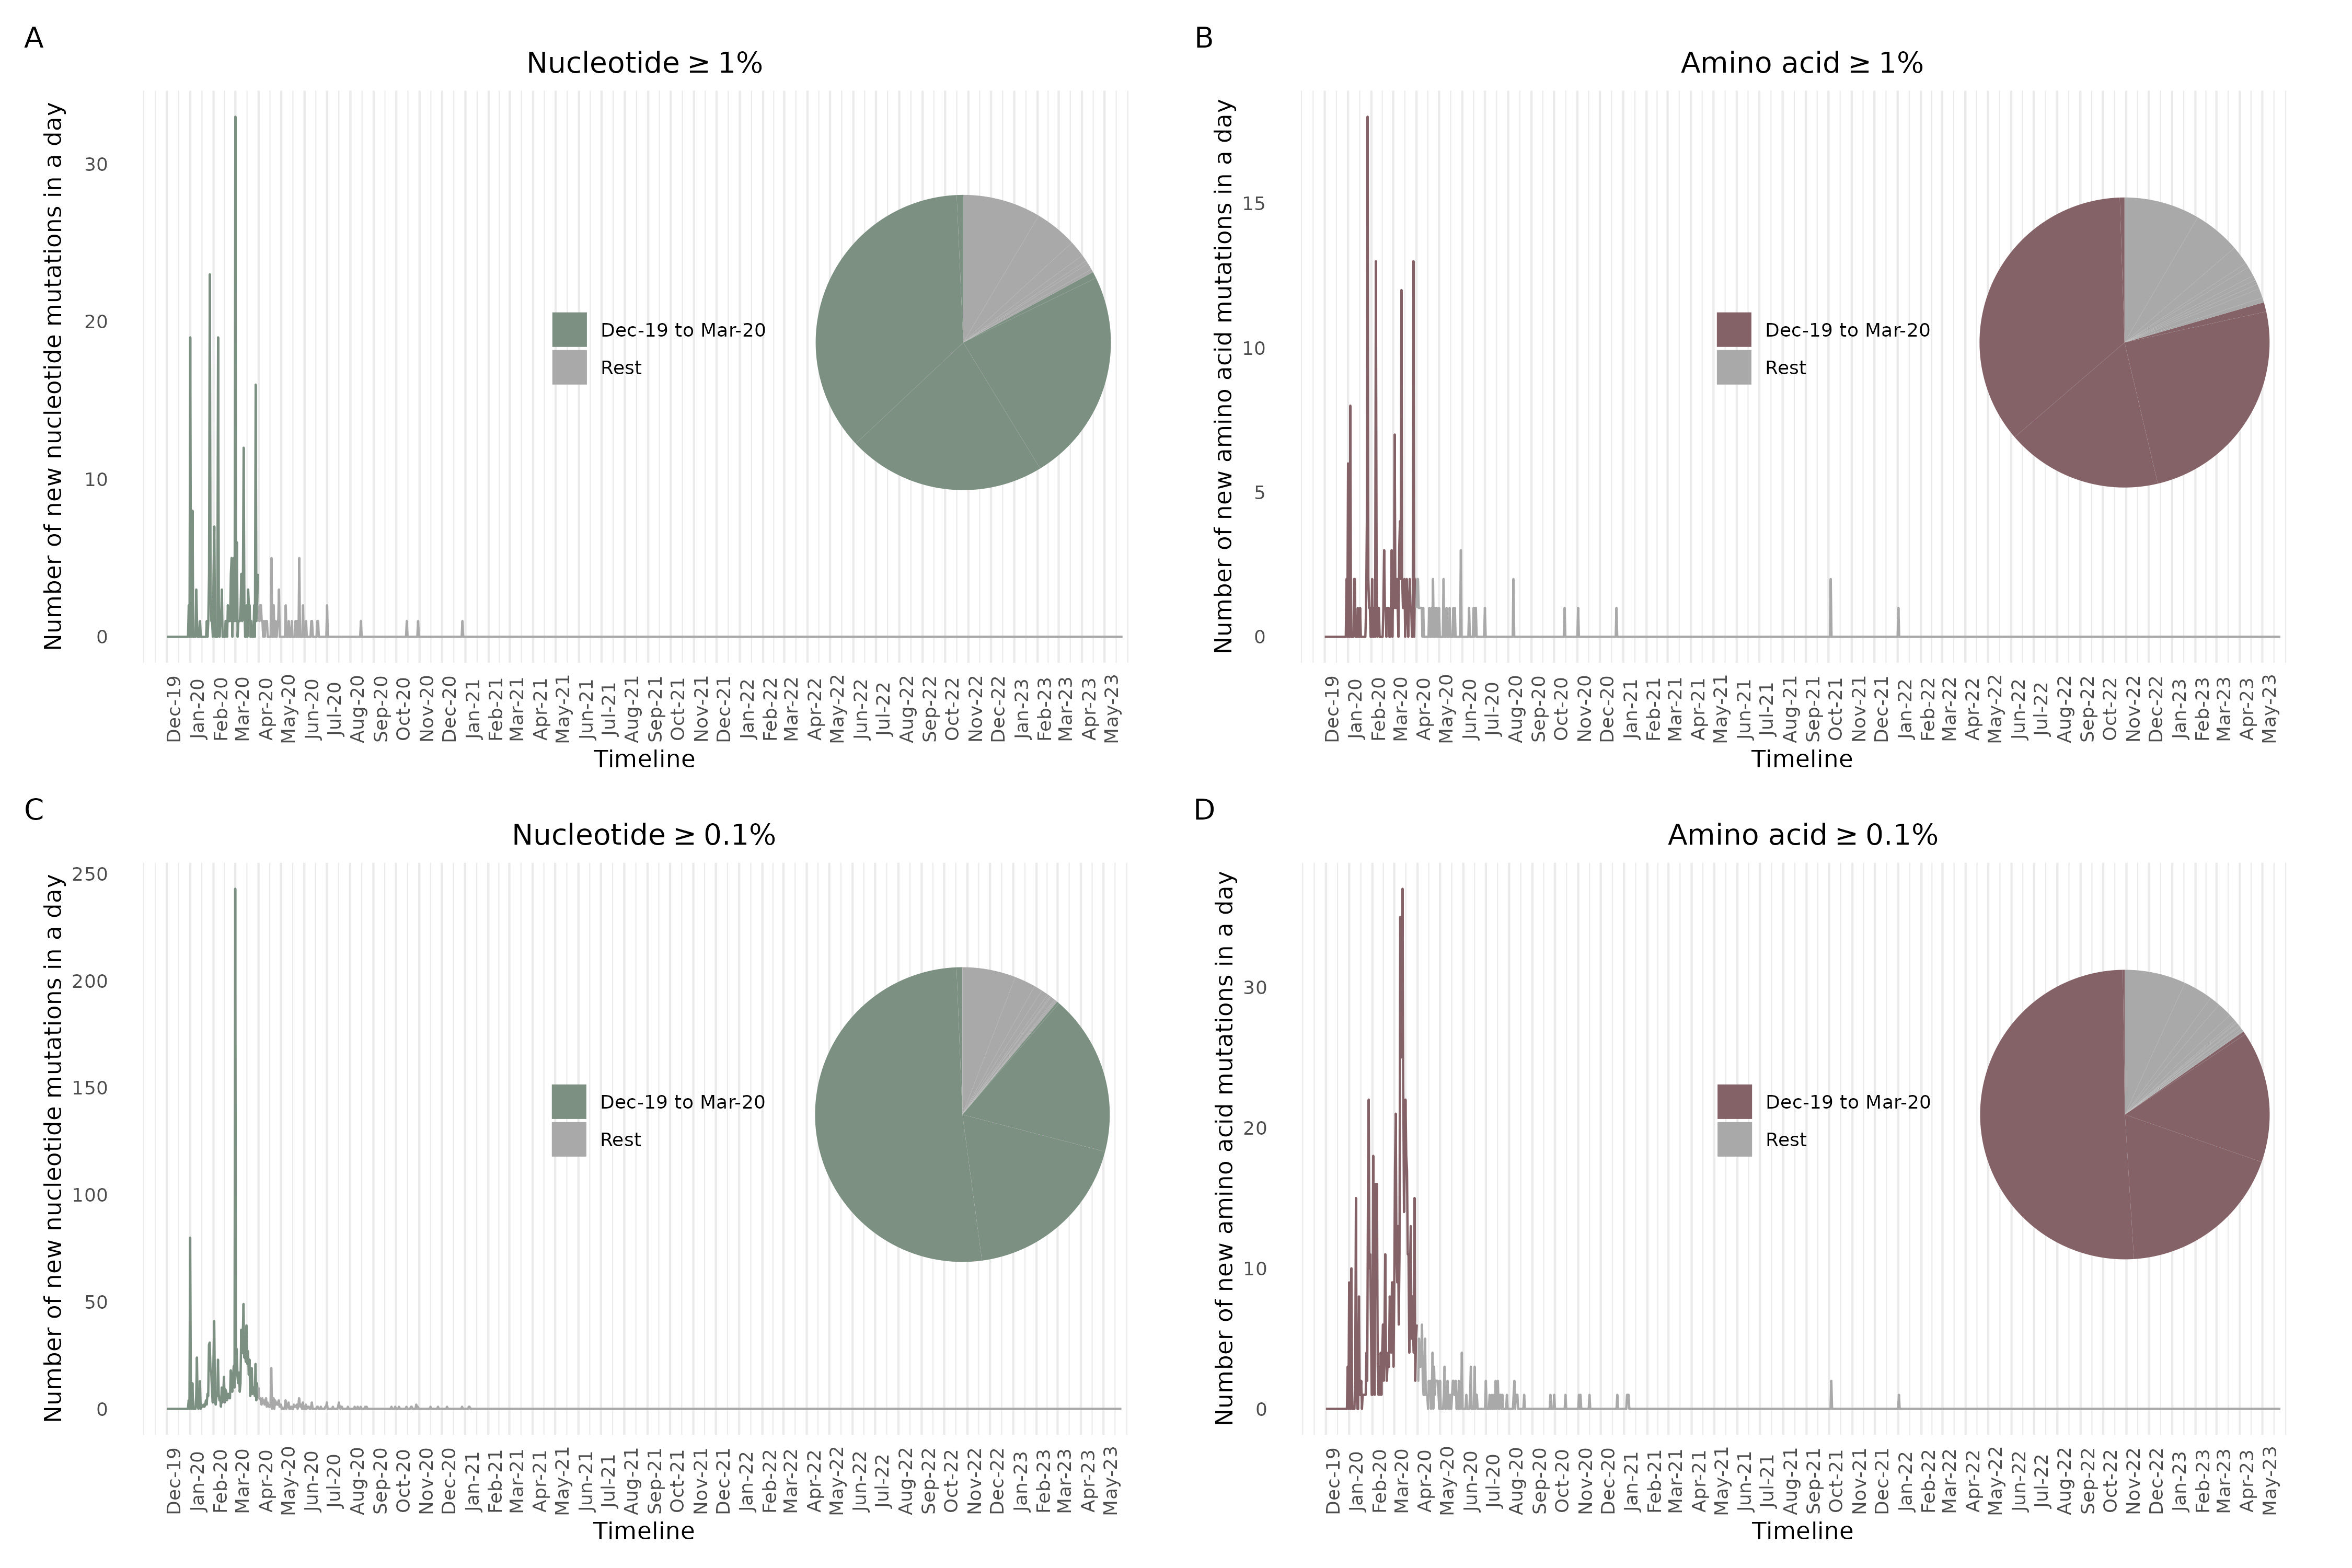 A
Nucleotide ≥ 1%
Number of new nucleotide mutations in a day
30
20
10
0
Dec-19 to Mar-20
Rest
Dec-19 Jan-20 Feb-20 Mar-20 Apr-20 May-20 Jun-20 Jul-20 Aug-20 Sep-20 Oct-20 Nov-20 Dec-20 Jan-21 Feb-21 Mar-21 Apr-21 May-21 Jun-21 Jul-21 Aug-21 Sep-21 Oct-21 Nov-21 Dec-21 Jan-22 Feb-22 Mar-22 Apr-22 May-22 Jun-22 Jul-22 Aug-22 Sep-22 Oct-22 Nov-22 Dec-22 Jan-23 Feb-23 Mar-23 Apr-23 May-23
Timeline
B
Amino acid ≥ 1%
Number of new amino acid mutations in a day
15
10
5
0
Dec-19 to Mar-20
Rest
Dec-19 Jan-20 Feb-20 Mar-20 Apr-20 May-20 Jun-20 Jul-20 Aug-20 Sep-20 Oct-20 Nov-20 Dec-20 Jan-21 Feb-21 Mar-21 Apr-21 May-21 Jun-21 Jul-21 Aug-21 Sep-21 Oct-21 Nov-21 Dec-21 Jan-22 Feb-22 Mar-22 Apr-22 May-22 Jun-22 Jul-22 Aug-22 Sep-22 Oct-22 Nov-22 Dec-22 Jan-23 Feb-23 Mar-23 Apr-23 May-23
Timeline
C
Nucleotide ≥ 0.1%
Number of new nucleotide mutations in a day
250
200
150
100
50
0
Dec-19 to Mar-20
Rest
Dec-19 Jan-20 Feb-20 Mar-20 Apr-20 May-20 Jun-20 Jul-20 Aug-20 Sep-20 Oct-20 Nov-20 Dec-20 Jan-21 Feb-21 Mar-21 Apr-21 May-21 Jun-21 Jul-21 Aug-21 Sep-21 Oct-21 Nov-21 Dec-21 Jan-22 Feb-22 Mar-22 Apr-22 May-22 Jun-22 Jul-22 Aug-22 Sep-22 Oct-22 Nov-22 Dec-22 Jan-23 Feb-23 Mar-23 Apr-23 May-23
Timeline
D
Amino acid ≥ 0.1%
Number of new amino acid mutations in a day
30
20
10
0
Dec-19 to Mar-20
Rest
Dec-19 Jan-20 Feb-20 Mar-20 Apr-20 May-20 Jun-20 Jul-20 Aug-20 Sep-20 Oct-20 Nov-20 Dec-20 Jan-21 Feb-21 Mar-21 Apr-21 May-21 Jun-21 Jul-21 Aug-21 Sep-21 Oct-21 Nov-21 Dec-21 Jan-22 Feb-22 Mar-22 Apr-22 May-22 Jun-22 Jul-22 Aug-22 Sep-22 Oct-22 Nov-22 Dec-22 Jan-23 Feb-23 Mar-23 Apr-23 May-23
Timeline